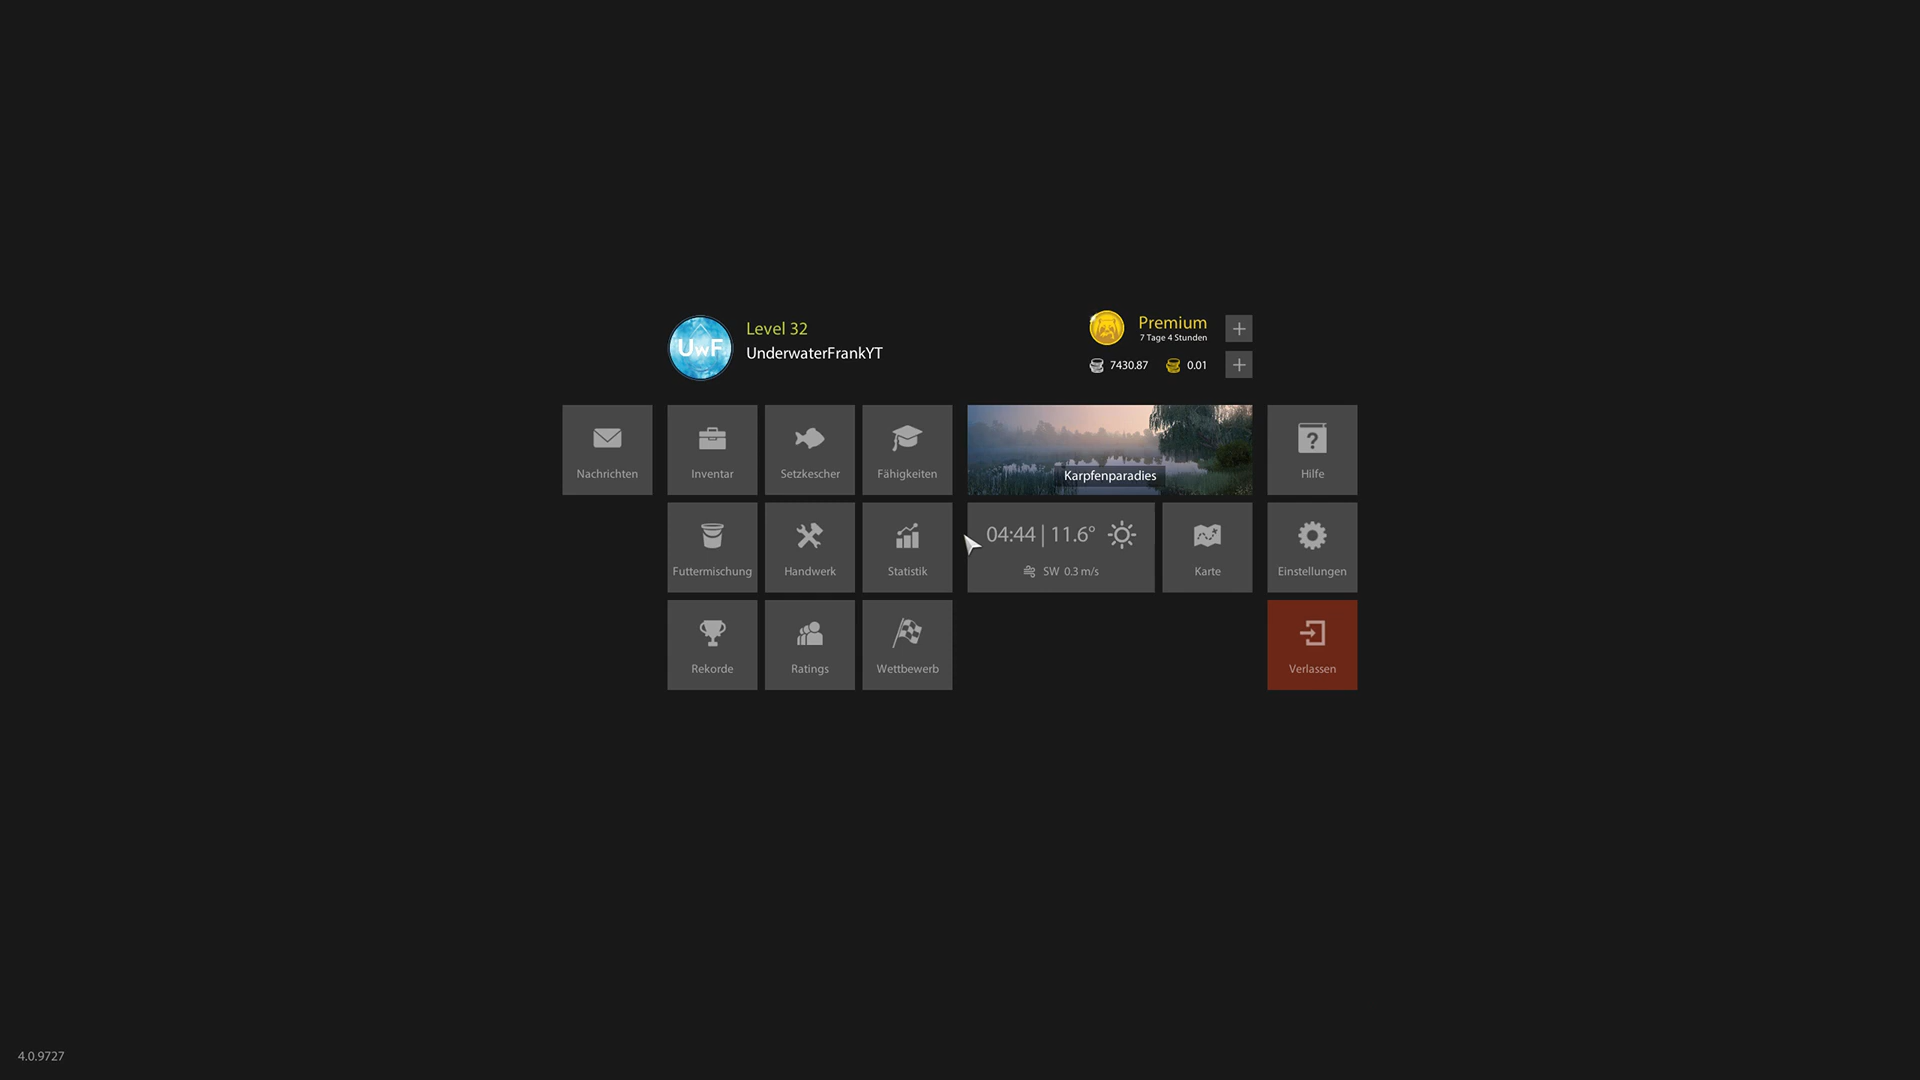 Level 32
UnderwaterFrankYT
UwF
Premium
7 Tage 4 Stunden
7430.87 0.01
Nachrichten
Inventar
Setzkescher
Fähigkeiten
Karpfenparadies
Hilfe
Futtermischung
Handwerk
Statistik
04:44 | 11.6°
SW 0.3 m/s
Karte
Einstellungen
Rekorde
Ratings
Wettbewerb
Verlassen
4.0.9727